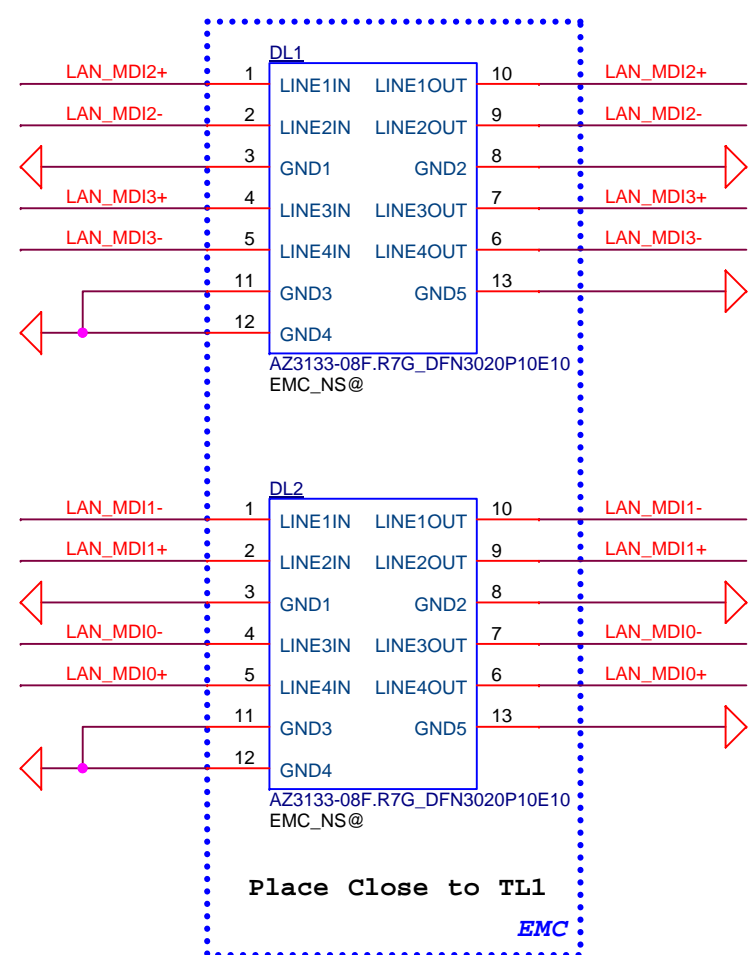 DL1
LAN_MDI2+ 1 LINE1IN LINE1OUT 10 LAN_MDI2+
LAN_MDI2- 2 LINE2IN LINE2OUT 9 LAN_MDI2-
3 GND1 GND2 8
LAN_MDI3+ 4 LINE3IN LINE3OUT 7 LAN_MDI3+
LAN_MDI3- 5 LINE4IN LINE4OUT 6 LAN_MDI3-
11 GND3 GND5 13
12 GND4
AZ3133-08F.R7G_DFN3020P10E10
EMC_NS@
DL2
LAN_MDI1- 1 LINE1IN LINE1OUT 10 LAN_MDI1-
LAN_MDI1+ 2 LINE2IN LINE2OUT 9 LAN_MDI1+
3 GND1 GND2 8
LAN_MDI0- 4 LINE3IN LINE3OUT 7 LAN_MDI0-
LAN_MDI0+ 5 LINE4IN LINE4OUT 6 LAN_MDI0+
11 GND3 GND5 13
12 GND4
AZ3133-08F.R7G_DFN3020P10E10
EMC_NS@
Place Close to TL1
EMC